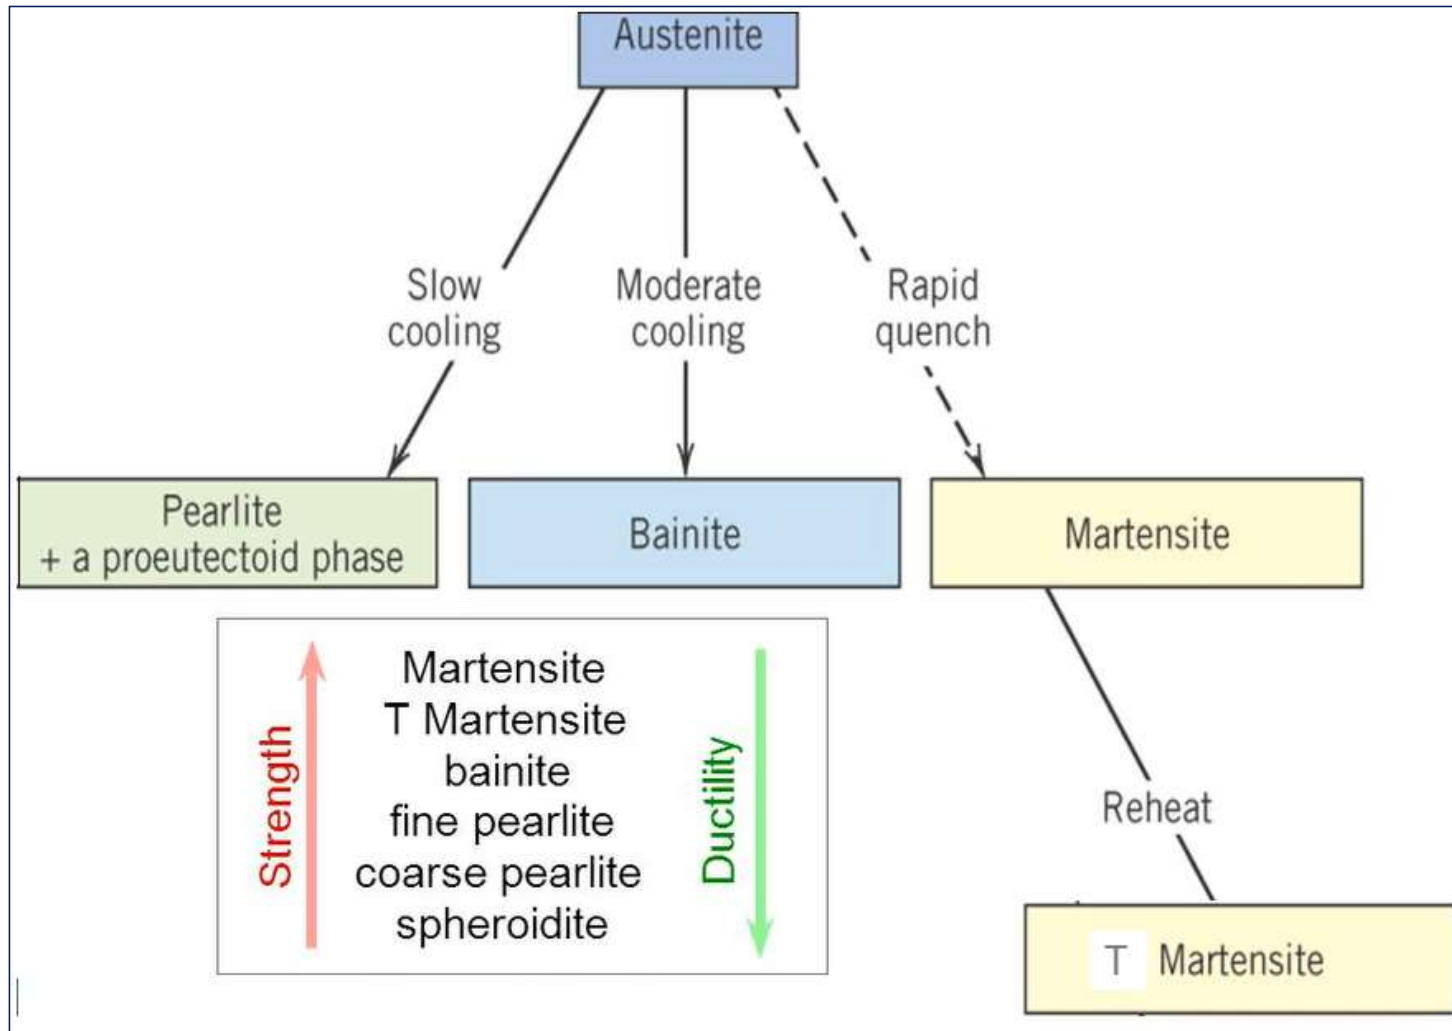 Austenite
Slow
cooling
Moderate
cooling
Rapid
quench
Pearlite
+ a proeutectoid phase
Bainite
Martensite
Strength
Martensite
T Martensite
bainite
fine pearlite
coarse pearlite
spheroidite
Ductility
Reheat
T Martensite